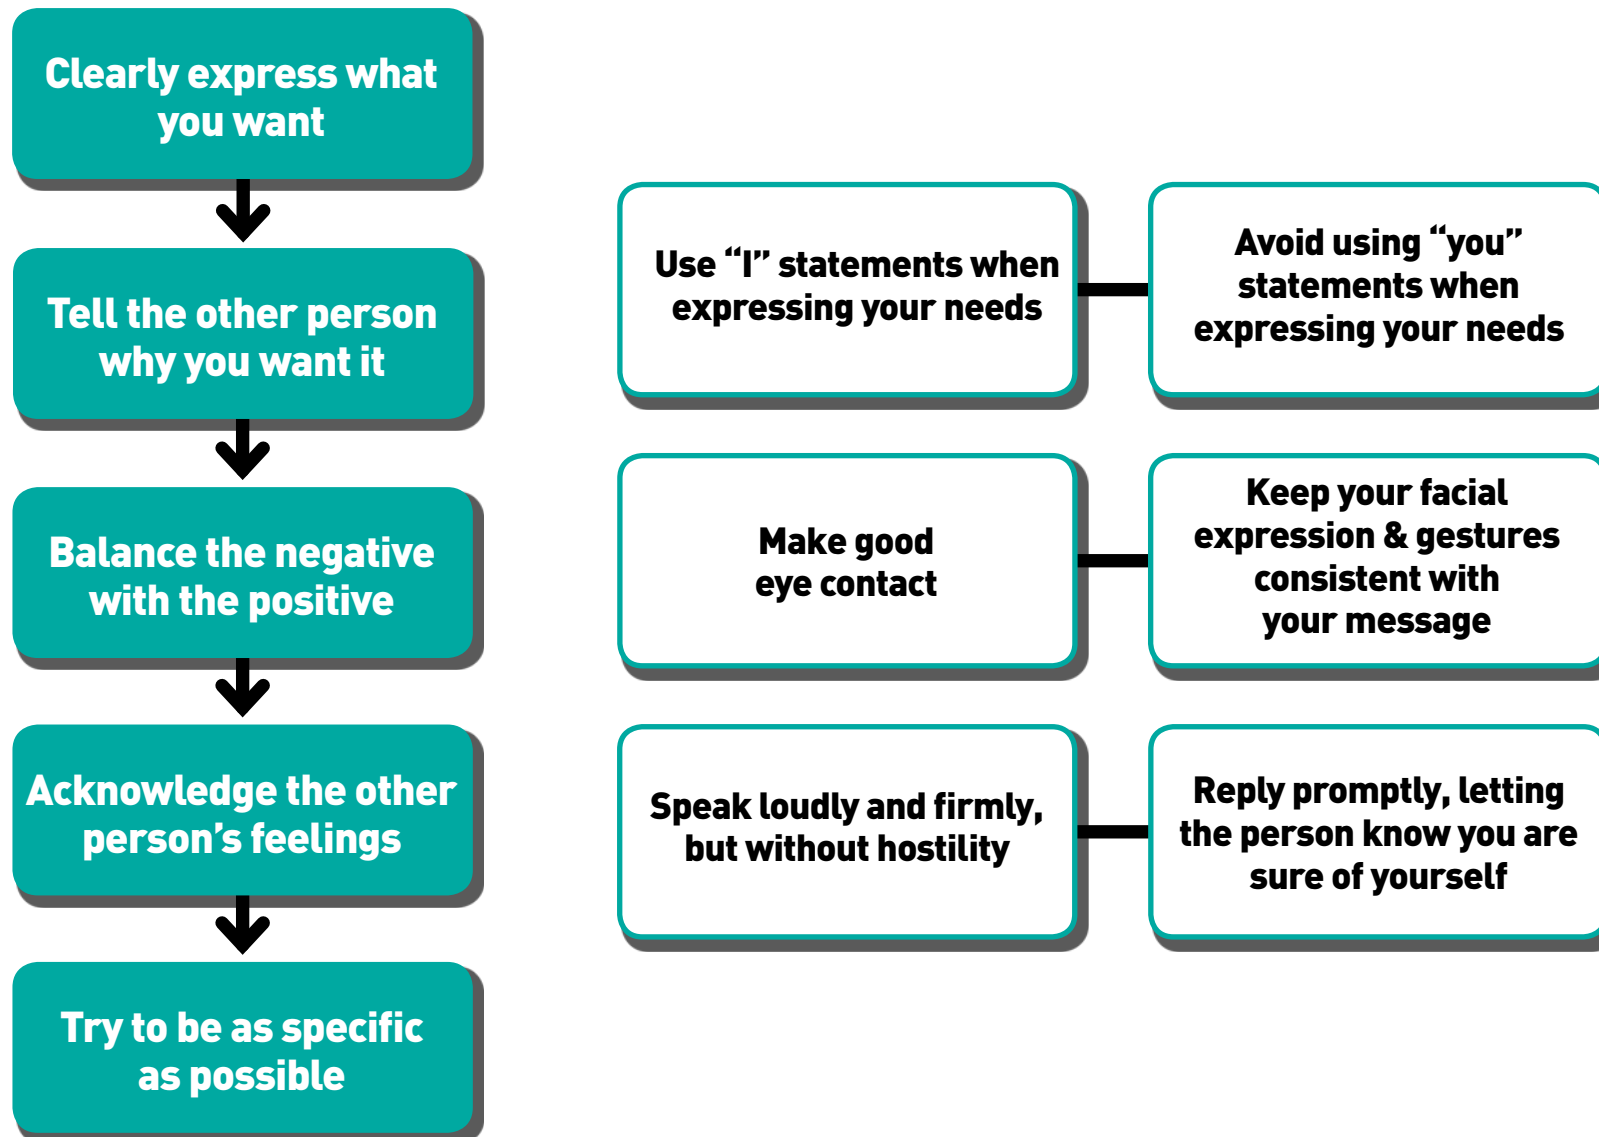 Clearly express what
you want
Tell the other person
why you want it
Balance the negative
with the positive
Acknowledge the other
person’s feelings
Try to be as specific
as possible
Use “I” statements when
expressing your needs
Avoid using “you”
statements when
expressing your needs
Make good
eye contact
Keep your facial
expression & gestures
consistent with
your message
Speak loudly and firmly,
but without hostility
Reply promptly, letting
the person know you are
sure of yourself